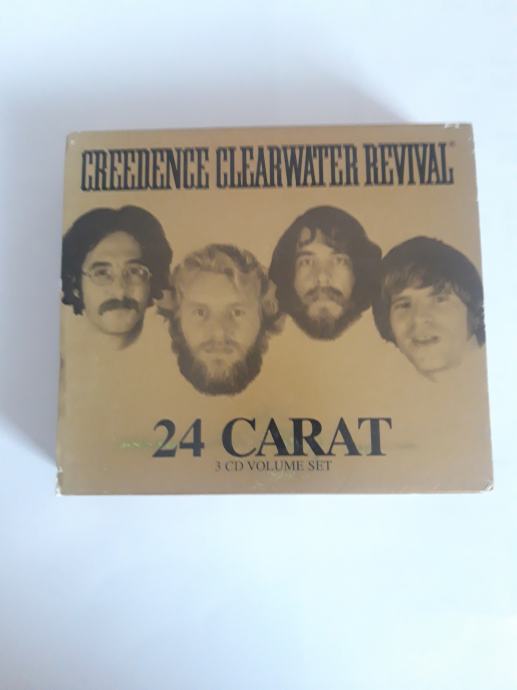 CREEDENCE CLEARWATER REVIVAL®
24 CARAT
3 CD VOLUME SET